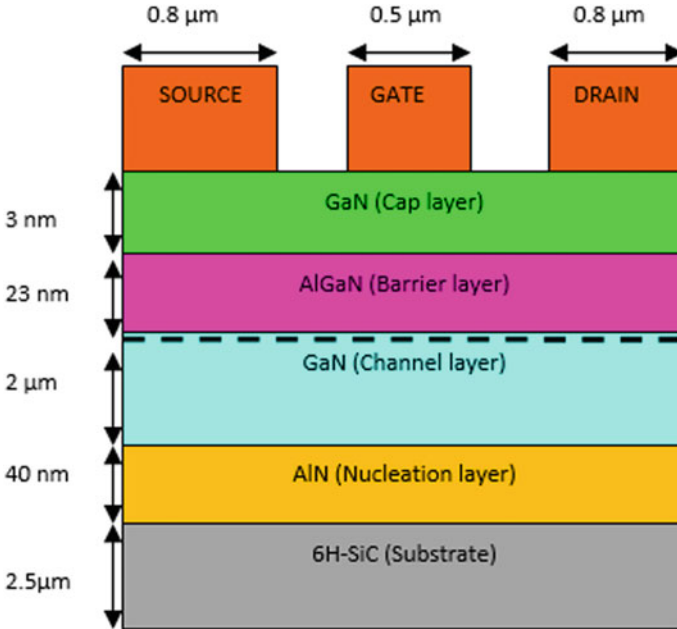 0.8 µm 0.5 µm 0.8 µm
SOURCE GATE DRAIN
GaN (Cap layer)
3 nm
AlGaN (Barrier layer)
23 nm
GaN (Channel layer)
2 µm
AlN (Nucleation layer)
40 nm
6H-SiC (Substrate)
2.5µm